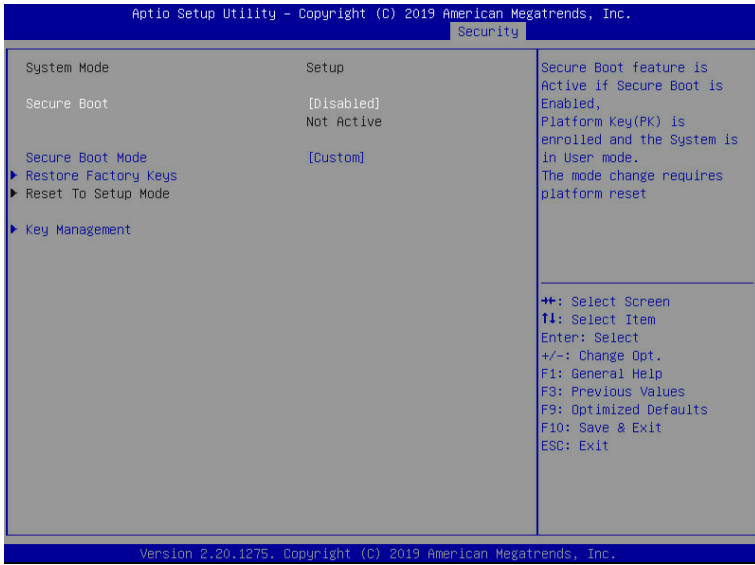 Aptio Setup Utility – Copyright (C) 2019 American Megatrends, Inc.
Security
System Mode Setup
Secure Boot [Disabled]
Not Active
Secure Boot Mode [Custom]
Restore Factory Keys
Reset To Setup Mode
Key Management
Secure Boot feature is
Active if Secure Boot is
Enabled,
Platform Key(PK) is
enrolled and the System is
in User mode.
The mode change requires
platform reset
→←: Select Screen
↑↓: Select Item
Enter: Select
+/-: Change Opt.
F1: General Help
F3: Previous Values
F9: Optimized Defaults
F10: Save & Exit
ESC: Exit
Version 2.20.1275. Copyright (C) 2019 American Megatrends, Inc.